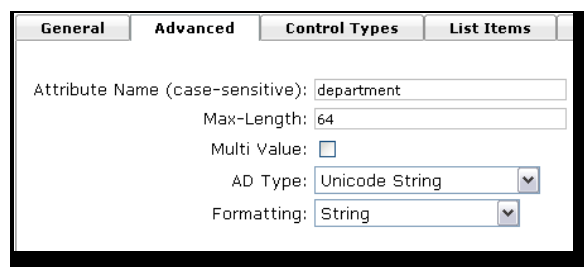 General Advanced Control Types List Items
Attribute Name (case-sensitive): department
Max-Length: 64
Multi Value:
AD Type: Unicode String
Formatting: String